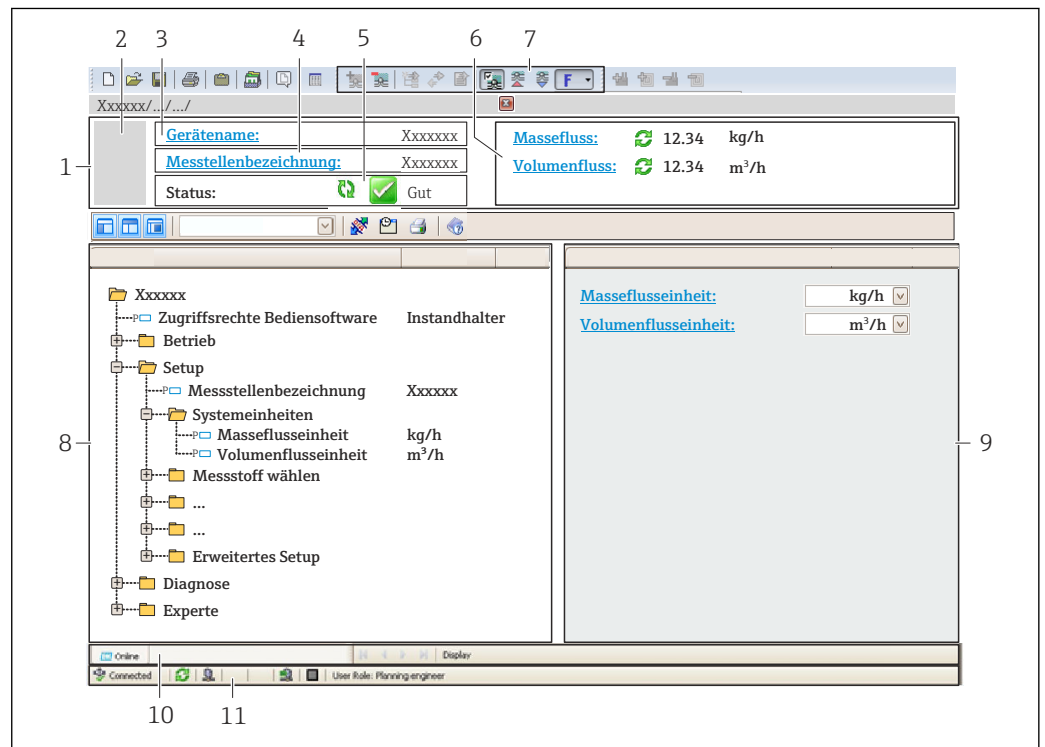 2 3 4 5 6 7
F
Xxxxxx/.../.../
1
Gerätename: Xxxxxxx
Messtellenbezeichnung: Xxxxxxx
Status: Gut
Massefluss: 12.34 kg/h
Volumenfluss: 12.34 m³/h
Xxxxxx
P Zugriffsrechte Bediensoftware Instandhalter
Betrieb
Setup
P Messstellenbezeichnung Xxxxxx
Systemeinheiten
P Masseflusseinheit kg/h
P Volumenflusseinheit m³/h
Messstoff wählen
...
...
Erweitertes Setup
Diagnose
Experte
8
Masseflusseinheit: kg/h
Volumenflusseinheit: m³/h
9
Online Display
Connected User Role: Planning engineer
10 11